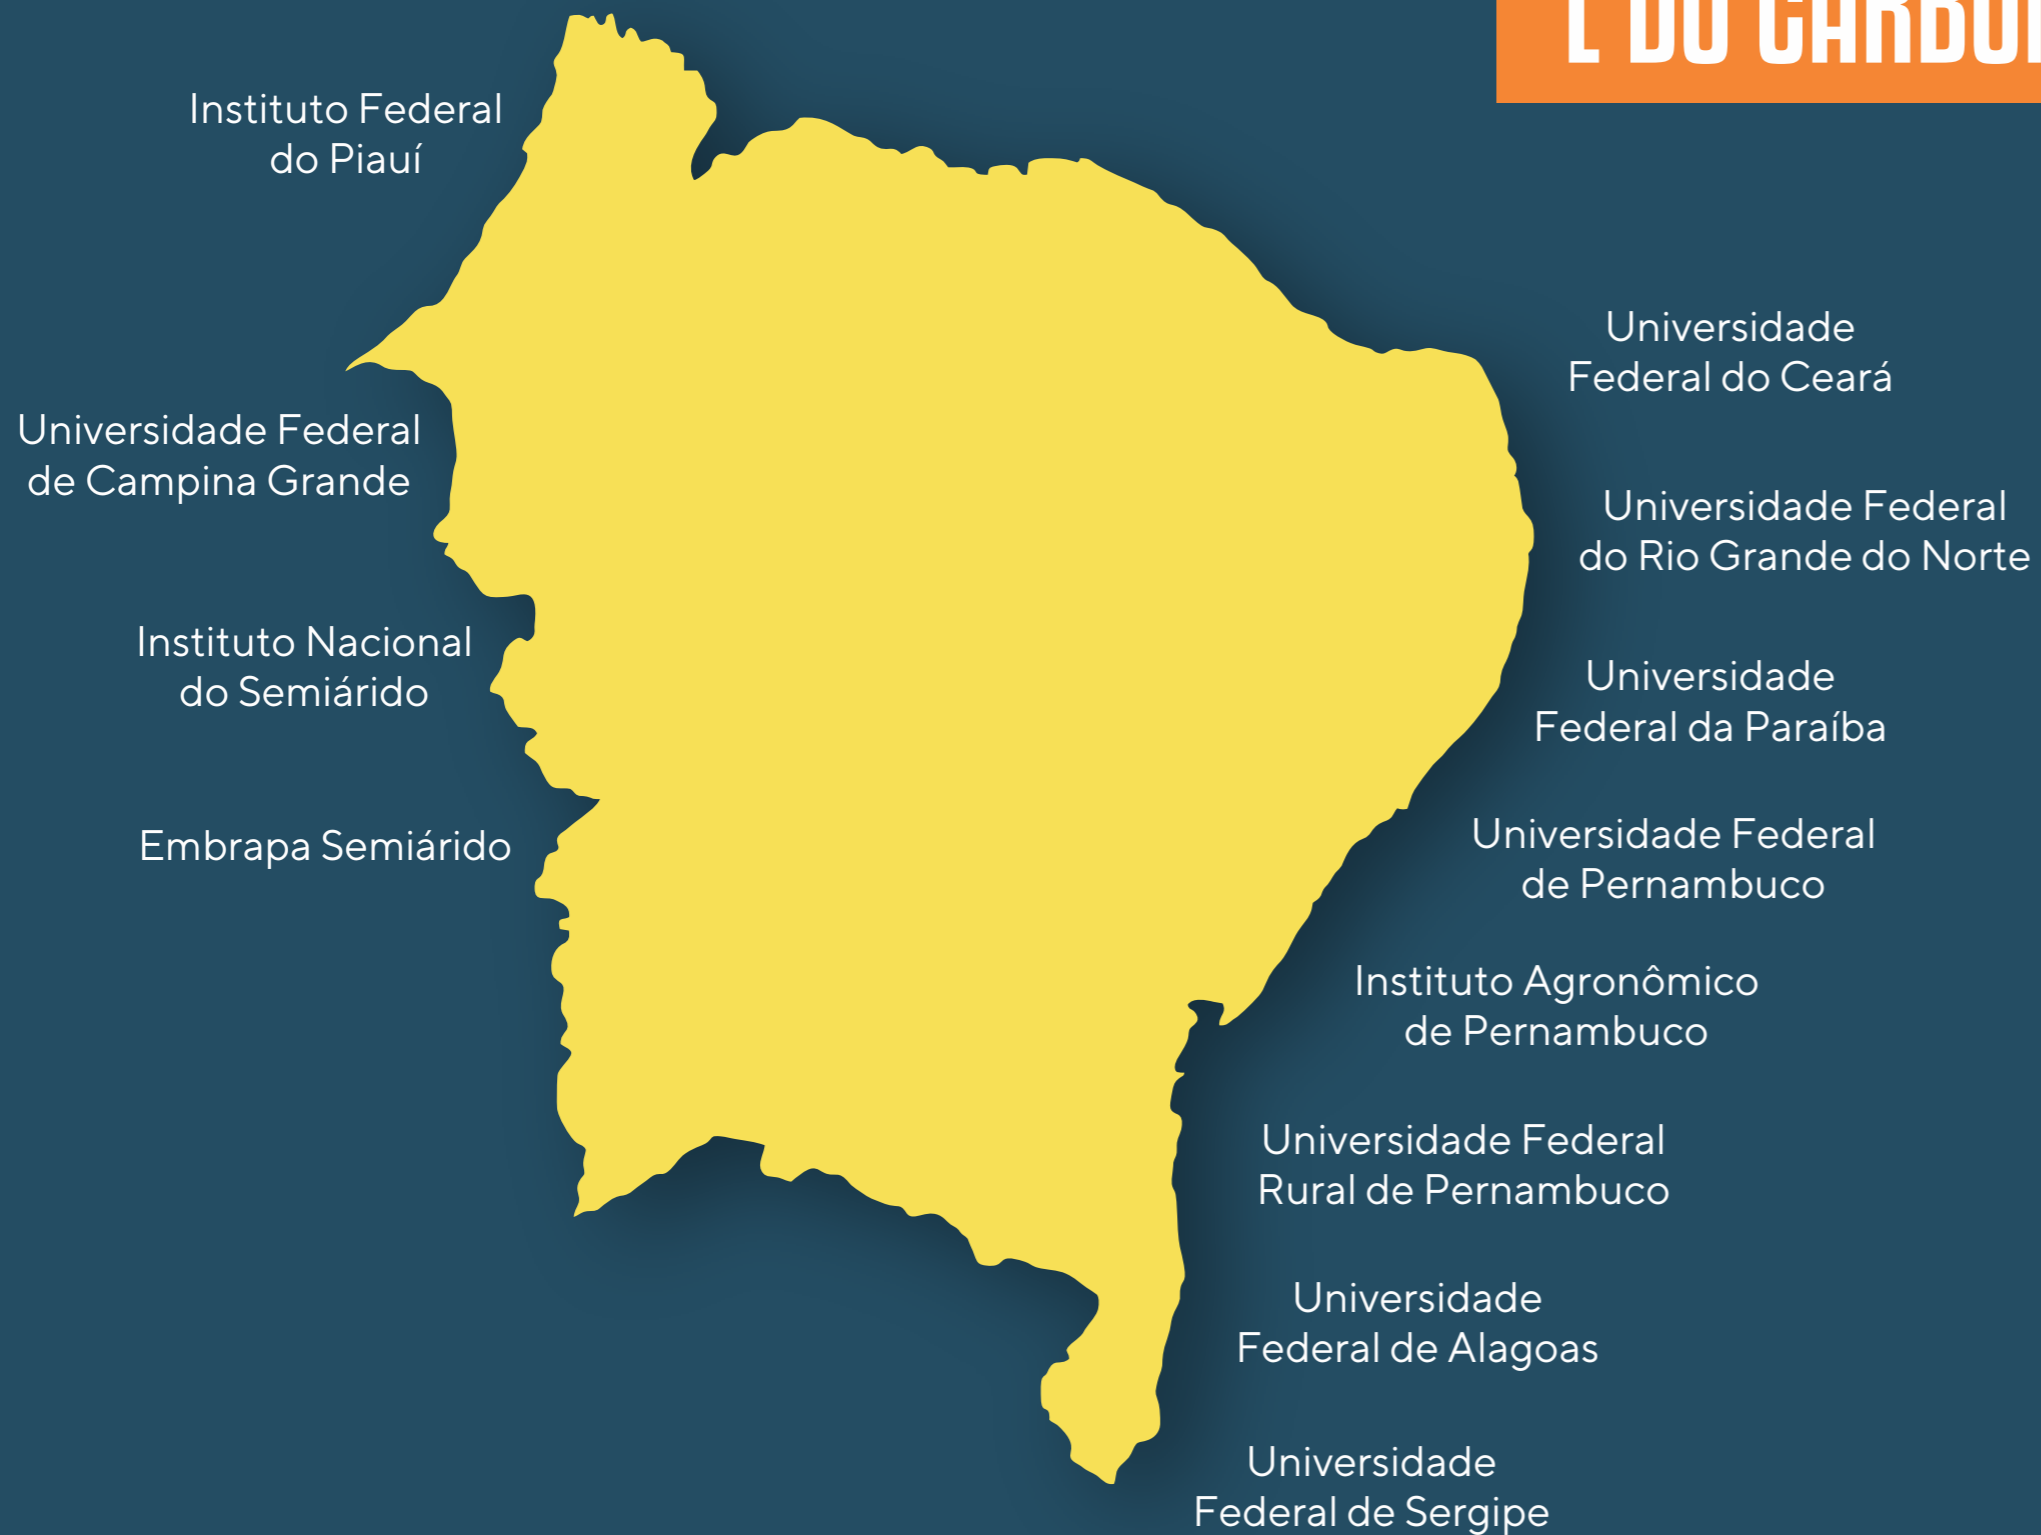 E DO
Instituto Federal
do Piauí
Universidade
Federal do Ceará
Universidade Federal
de Campina Grande
Universidade Federal
do Rio Grande do Norte
Instituto Nacional
do Semiárido
Universidade
Federal da Paraíba
Embrapa Semiárido
Universidade Federal
de Pernambuco
Instituto Agronômico
de Pernambuco
Universidade Federal
Rural de Pernambuco
Universidade
Federal de Alagoas
Universidade
Federal de Sergipe